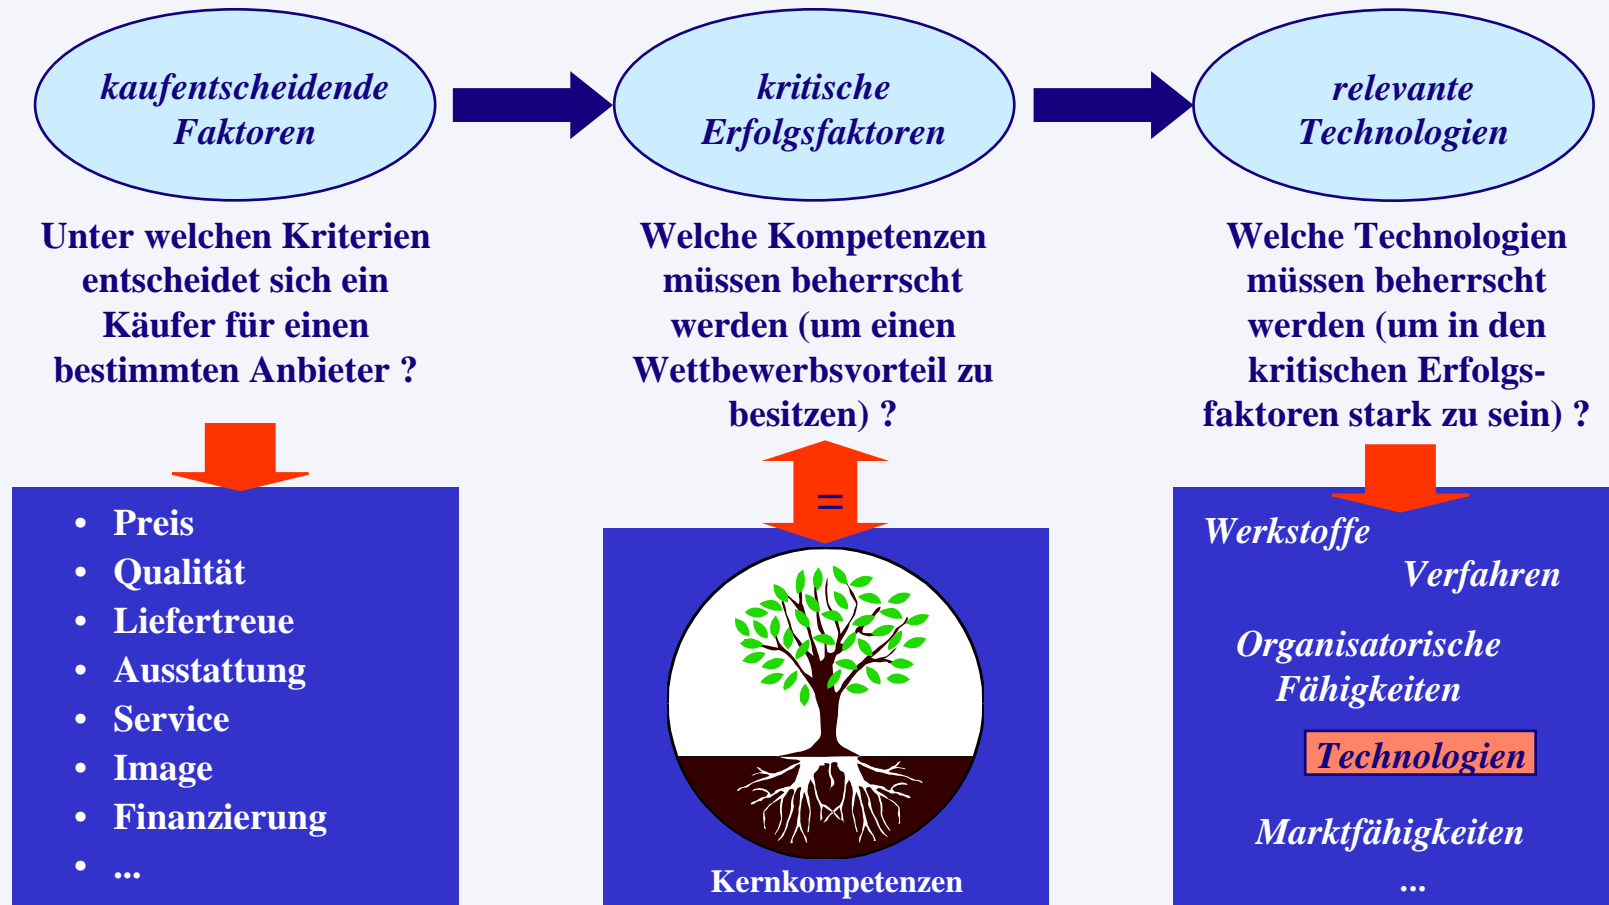 kaufentscheidende
Faktoren
kritische
Erfolgsfaktoren
relevante
Technologien
Unter welchen Kriterien
entscheidet sich ein
Käufer für einen
bestimmten Anbieter ?
Welche Kompetenzen
müssen beherrscht
werden (um einen
Wettbewerbsvorteil zu
besitzen) ?
Welche Technologien
müssen beherrscht
werden (um in den
kritischen Erfolgs-
faktoren stark zu sein) ?
• Preis
• Qualität
• Liefertreue
• Ausstattung
• Service
• Image
• Finanzierung
• ...
=
Kernkompetenzen
Werkstoffe
Verfahren
Organisatorische
Fähigkeiten
Technologien
Marktfähigkeiten
...